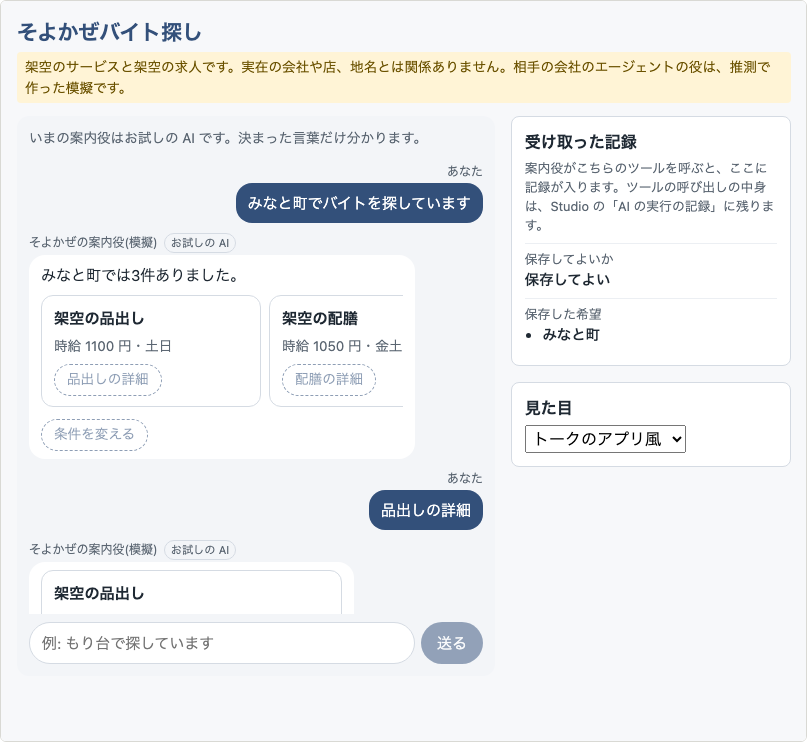 そよかぜバイト探し
架空のサービスと架空の求人です。実在の会社や店、地名とは関係ありません。相手の会社のエージェントの役は、推測で
作った模擬です。
いまの案内役はお試しの AI です。決まった言葉だけ分かります。
あなた
みなと町でバイトを探しています
そよかぜの案内役(模擬) お試しの AI
みなと町では3件ありました。
架空の品出し
時給 1100 円・土日
品出しの詳細
架空の配膳
時給 1050 円・金土
配膳の詳細
条件を変える
あなた
品出しの詳細
そよかぜの案内役(模擬) お試しの AI
架空の品出し
例: もり台で探しています
送る
受け取った記録
案内役がこちらのツールを呼ぶと、ここに
記録が入ります。ツールの呼び出しの中身
は、Studio の「AI の実行の記録」に残りま
す。
保存してよいか
保存してよい
保存した希望
• みなと町
見た目
トークのアプリ風